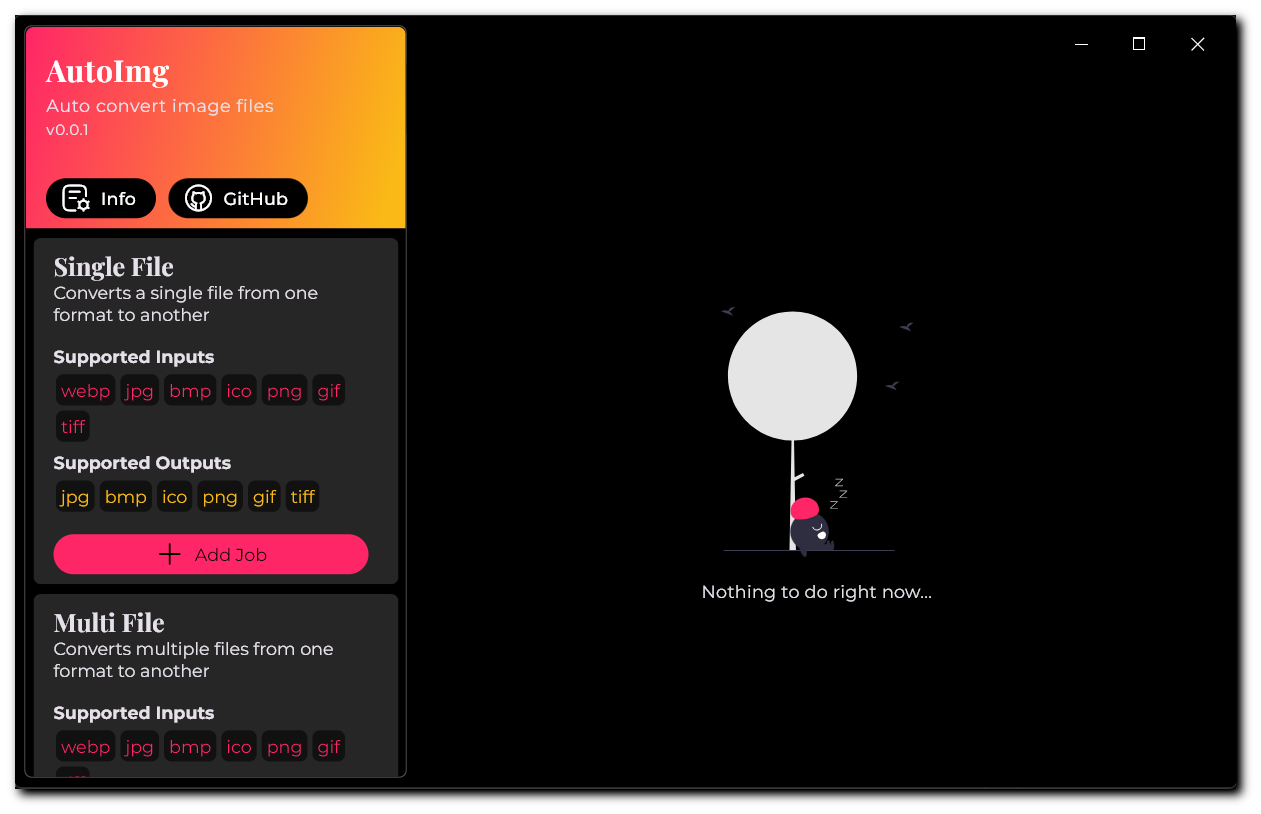 AutoImg
Auto convert image files
v0.0.1
Info GitHub
Single File
Converts a single file from one
format to another
Supported Inputs
webp jpg bmp ico png gif
tiff
Supported Outputs
jpg bmp ico png gif tiff
Add Job
Multi File
Converts multiple files from one
format to another
Supported Inputs
webp jpg bmp ico png gif
z
z
z
Nothing to do right now...